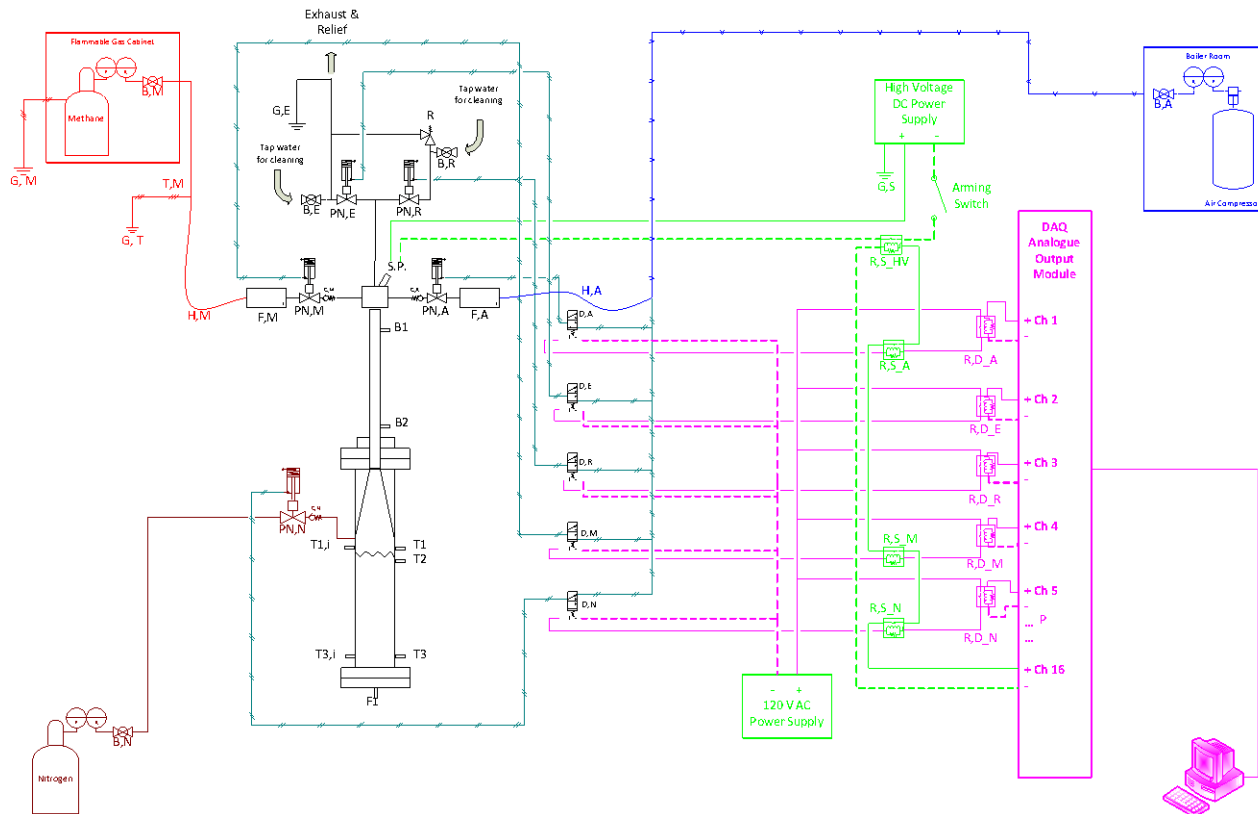 Exhaust &
Relief
Flammable Gas Cabinet
B,M
Methane
G, M
T,M
G, T
H,M
G,E
Tap water
for cleaning
R
Tap water
for cleaning
B,R
B,E
PN,E
PN,R
S.P.
F,M
PN,M
PN,A
F,A
H,A
B1
B2
PN,N
T1,i
T1
T2
T3,i
T3
B,N
Nitrogen
D,A
D,E
D,R
D,M
D,N
High Voltage
DC Power
Supply
+ -
G,S
Arming
Switch
R,S_HV
R,S_A
R,S_M
R,S_N
- +
120 V AC
Power Supply
Boiler Room
B,A
Air Compresso
DAQ
Analogue
Output
Module
+ Ch 1
-
R,D_A
+ Ch 2
-
R,D_E
+ Ch 3
-
R,D_R
+ Ch 4
-
R,D_M
+ Ch 5
-
... P
...
R,D_N
+ Ch 16
-